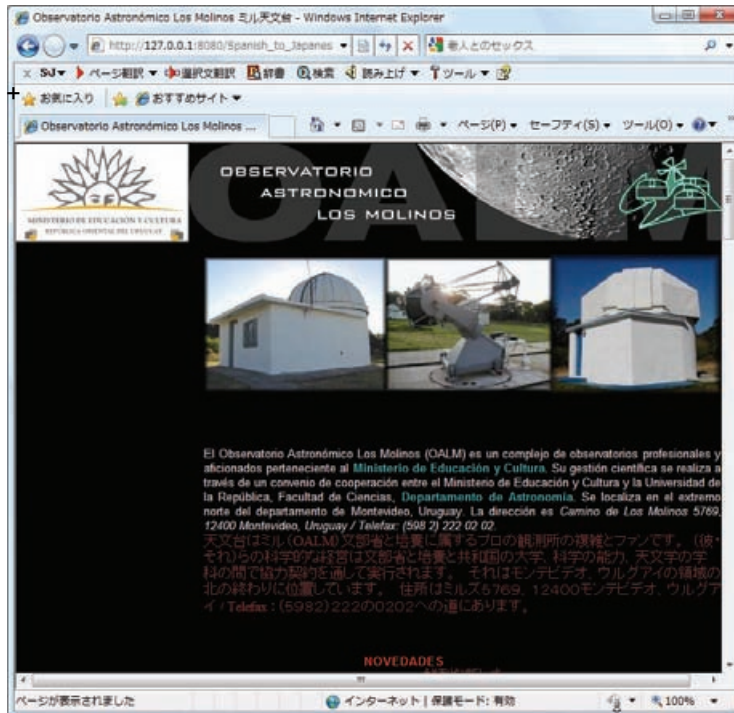 Observatorio Astronómico Los Molinos ミル天文台 - Windows Internet Explorer
http://127.0.0.1:8080/Spanish_to_Japanes
老人とのセックス
x SJ▼ ページ翻訳 ▼ 選択文翻訳 辞書 検索 読み上げ ▼ ツール ▼
お気に入り おすすめサイト ▼
Observatorio Astronómico Los Molinos ...
ページ(P) セーフティ(S) ツール(O)
OALM
OBSERVATORIO
ASTRONOMICO
LOS MOLINOS
MINISTERIO DE EDUCACIÓN Y CULTURA
REPÚBLICA ORIENTAL DEL URUGUAY
El Observatorio Astronómico Los Molinos (OALM) es un complejo de observatorios profesionales y
aficionados perteneciente al Ministerio de Educación y Cultura. Su gestión científica se realiza a
través de un convenio de cooperación entre el Ministerio de Educación y Cultura y la Universidad de
la República, Facultad de Ciencias, Departamento de Astronomía. Se localiza en el extremo
norte del departamento de Montevideo, Uruguay. La dirección es Camino de Los Molinos 5769,
12400 Montevideo, Uruguay / Telefax: (598 2) 222 02 02.
天文台はミル(OALM)文部省と培養に属するプロの観測所の複雑とファンです。 (彼・
それ)らの科学的な経営は文部省と培養と共和国の大学、科学の能力、天文学の学
科の間で協力契約を通して実行されます。 それはモンテビデオ、ウルグアイの領域の
北の終わりに位置しています。 住所はミルズ5769、12400モンテビデオ、ウルグア
イ / Telefax : (5982)222の0202への道にあります。
NOVEDADES
ページが表示されました インターネット | 保護モード: 有効 100%